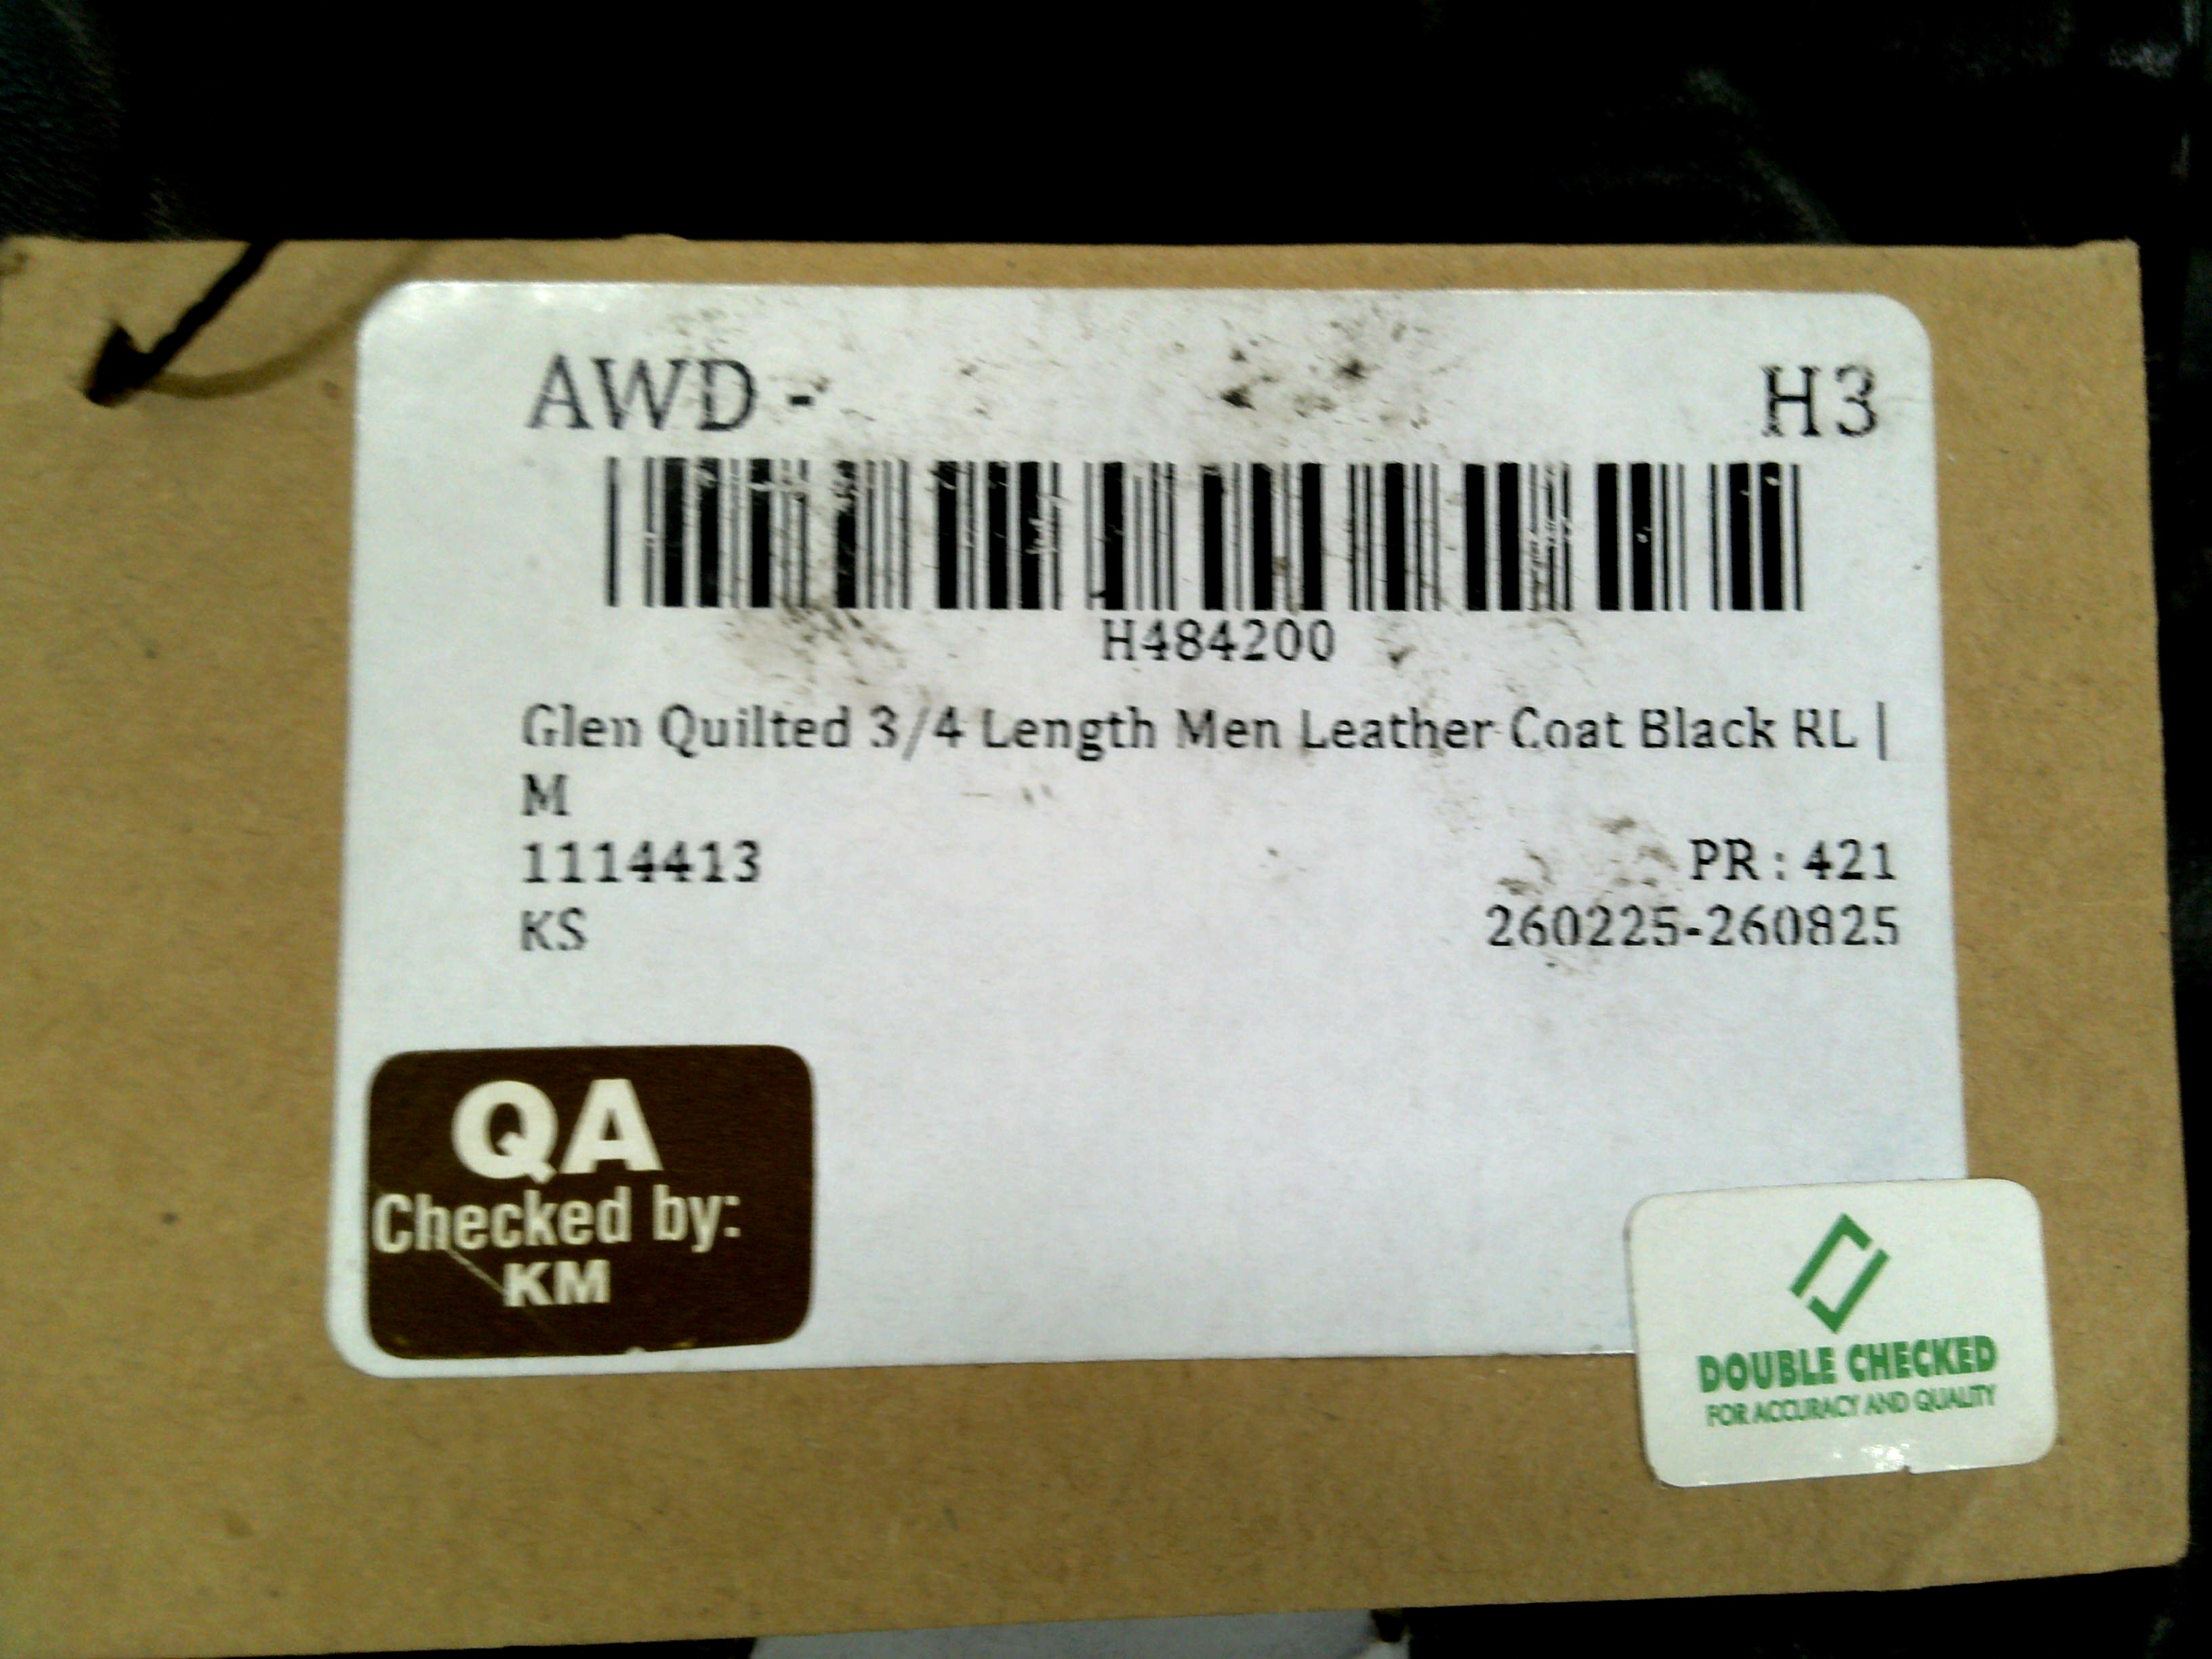 AWD - H3
H484200
Glen Quilted 3/4 Length Men Leather Coat Black RL |
M
1114413 PR : 421
KS 260225-260825
QA
Checked by:
KM
DOUBLE CHECKED
FOR ACCURACY AND QUALITY